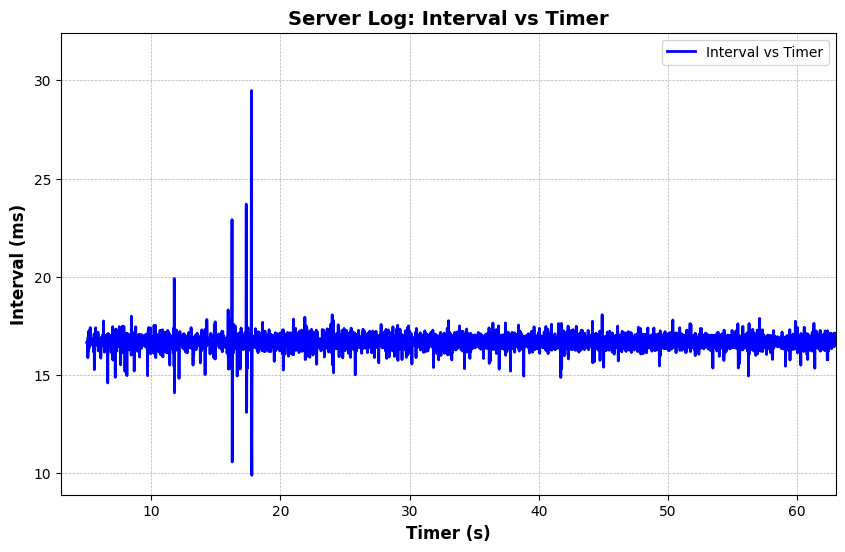 Server Log: Interval vs Timer
Interval vs Timer
Interval (ms)
30
25
20
15
10
10 20 30 40 50 60
Timer (s)